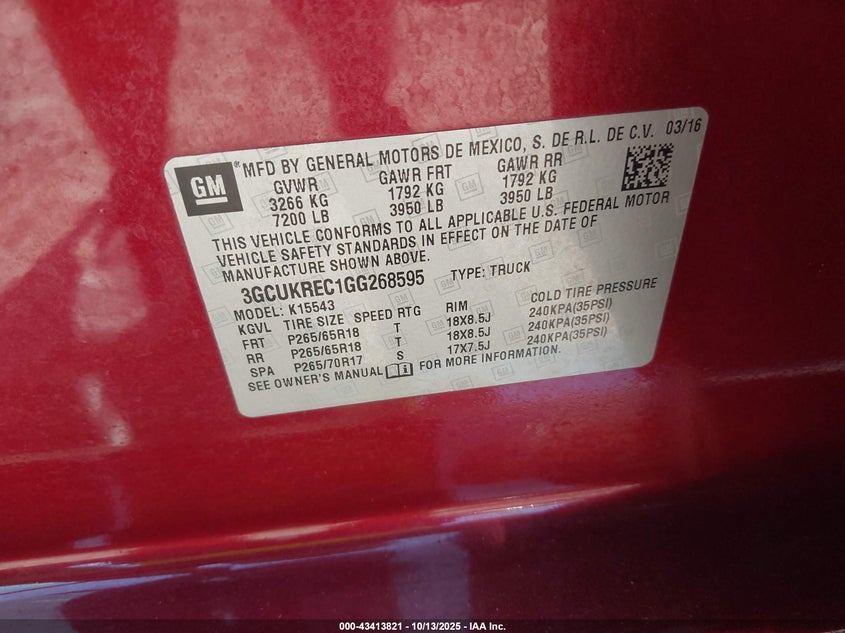 GM
® MFD BY GENERAL MOTORS DE MEXICO, S. DE R.L. DE C.V. 03/16
GVWR GAWR FRT GAWR RR
3266 KG 1792 KG 1792 KG
7200 LB 3950 LB 3950 LB
THIS VEHICLE CONFORMS TO ALL APPLICABLE U.S. FEDERAL MOTOR
VEHICLE SAFETY STANDARDS IN EFFECT ON THE DATE OF
MANUFACTURE SHOWN ABOVE.
3GCUKREC1GG268595 TYPE: TRUCK
MODEL: K15543
KGVL TIRE SIZE SPEED RTG RIM COLD TIRE PRESSURE
FRT P265/65R18 T 18X8.5J 240KPA(35PSI)
RR P265/65R18 T 18X8.5J 240KPA(35PSI)
SPA P265/70R17 S 17X7.5J 240KPA(35PSI)
SEE OWNER'S MANUAL FOR MORE INFORMATION.
000-43413821 | 10/13/2025 - IAA Inc.